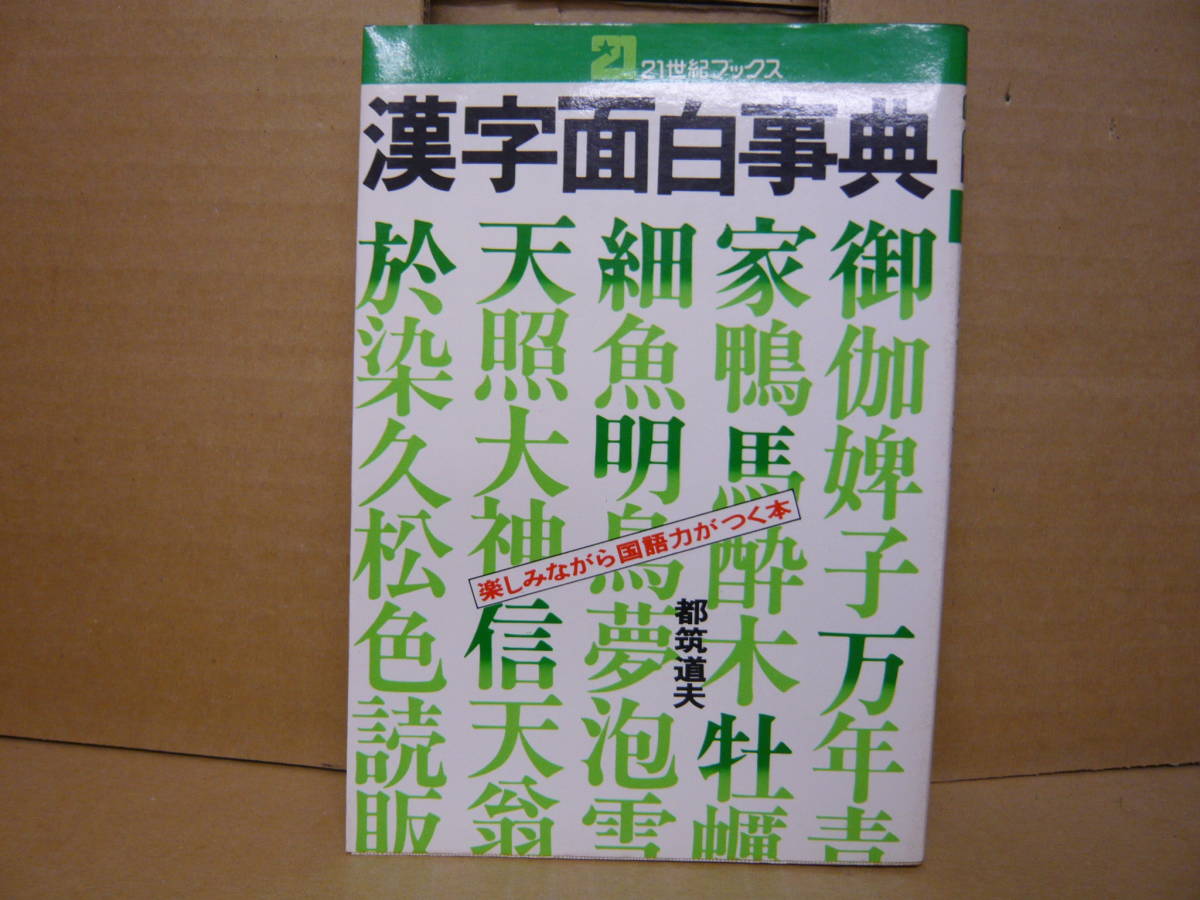 21
21世紀ブックス
漢字面白事典
御伽婢子万年青
家鴨馬酔木牡蠣
細魚明烏夢泡雪
天照大神信天翁
於染久松色読販
楽しみながら国語力がつく本
都筑道夫